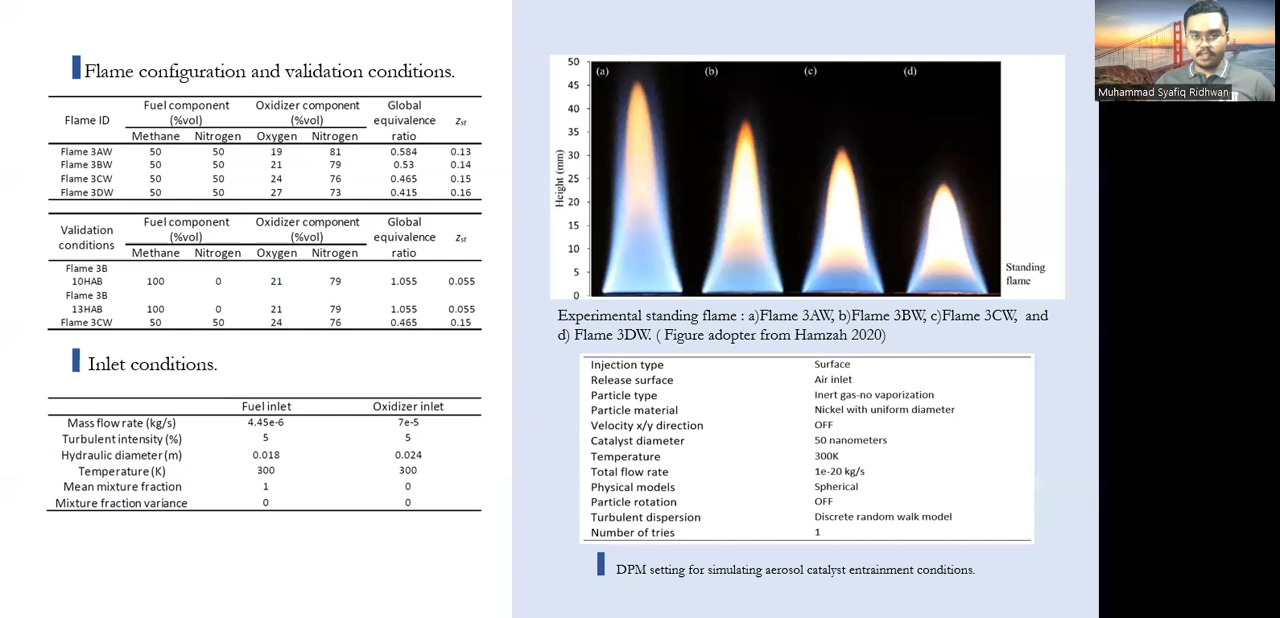 Flame configuration and validation conditions.
Fuel component (%vol) Oxidizer component (%vol) Global equivalence ratio zst
Flame ID
Methane Nitrogen Oxygen Nitrogen
Flame 3AW 50 50 19 81 0.584 0.13
Flame 3BW 50 50 21 79 0.53 0.14
Flame 3CW 50 50 24 76 0.465 0.15
Flame 3DW 50 50 27 73 0.415 0.16
Validation conditions
Fuel component (%vol) Oxidizer component (%vol) Global equivalence ratio zst
Methane Nitrogen Oxygen Nitrogen
Flame 3B
10HAB 100 0 21 79 1.055 0.055
Flame 3B
13HAB 100 0 21 79 1.055 0.055
Flame 3CW 50 50 24 76 0.465 0.15
Inlet conditions.
Fuel inlet Oxidizer inlet
Mass flow rate (kg/s) 4.45e-6 7e-5
Turbulent intensity (%) 5 5
Hydraulic diameter (m) 0.018 0.024
Temperature (K) 300 300
Mean mixture fraction 1 0
Mixture fraction variance 0 0
50
45
40
35
30
25
20
15
10
5
0
Height (mm)
(a) (b) (c) (d)
Standing
flame
Experimental standing flame : a)Flame 3AW, b)Flame 3BW, c)Flame 3CW, and
d) Flame 3DW. ( Figure adopter from Hamzah 2020)
Injection type Surface
Release surface Air inlet
Particle type Inert gas-no vaporization
Particle material Nickel with uniform diameter
Velocity x/y direction OFF
Catalyst diameter 50 nanometers
Temperature 300K
Total flow rate 1e-20 kg/s
Physical models Spherical
Particle rotation OFF
Turbulent dispersion Discrete random walk model
Number of tries 1
DPM setting for simulating aerosol catalyst entrainment conditions.
Muhammad Syafiq Ridhwan